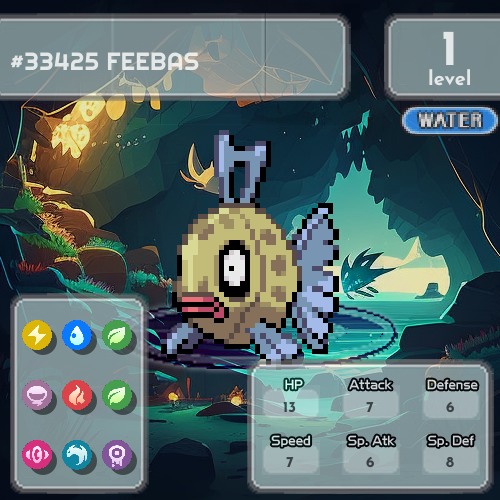 #33425 FEEBAS
1
level
WATER
HP Attack Defense
13 7 6
Speed Sp. Atk Sp. Def
7 6 8